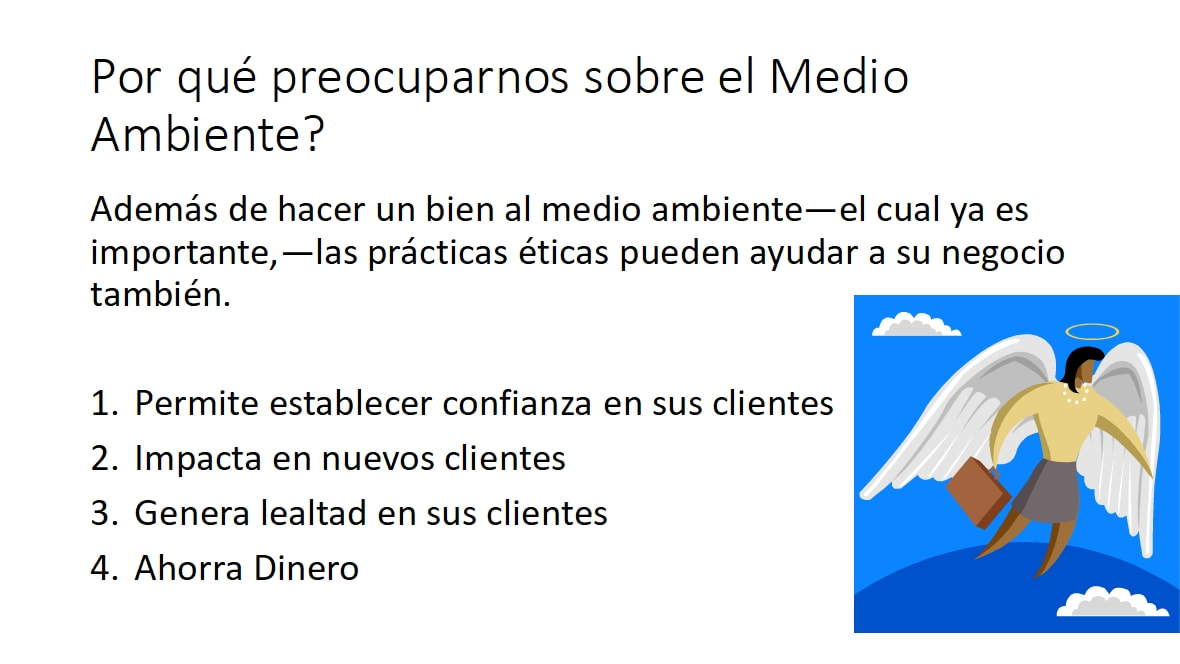 Por qué preocuparnos sobre el Medio
Ambiente?
Además de hacer un bien al medio ambiente—el cual ya es
importante,—las prácticas éticas pueden ayudar a su negocio
también.
1. Permite establecer confianza en sus clientes
2. Impacta en nuevos clientes
3. Genera lealtad en sus clientes
4. Ahorra Dinero